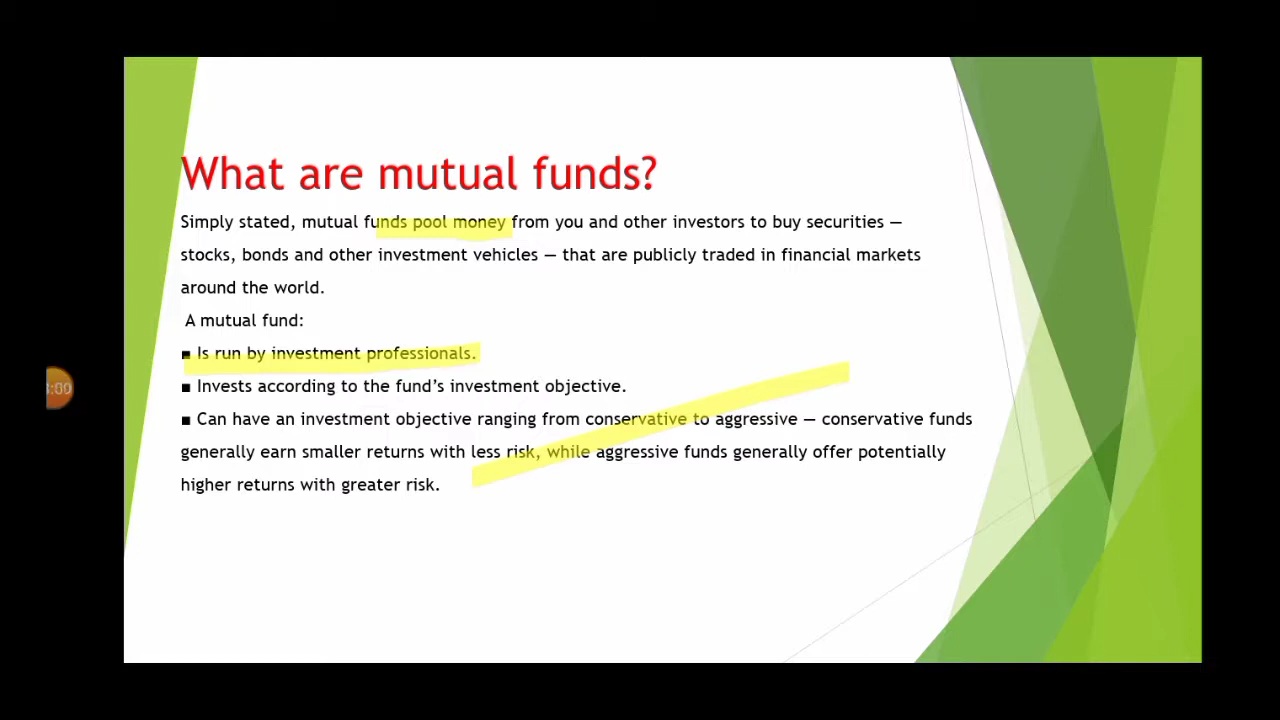 What are mutual funds?
Simply stated, mutual funds pool money from you and other investors to buy securities —
stocks, bonds and other investment vehicles — that are publicly traded in financial markets
around the world.
A mutual fund:
■ Is run by investment professionals.
■ Invests according to the fund’s investment objective.
■ Can have an investment objective ranging from conservative to aggressive — conservative funds
generally earn smaller returns with less risk, while aggressive funds generally offer potentially
higher returns with greater risk.